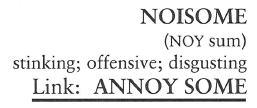 NOISOME
(NOY sum)
stinking; offensive; disgusting
Link: ANNOY SOME